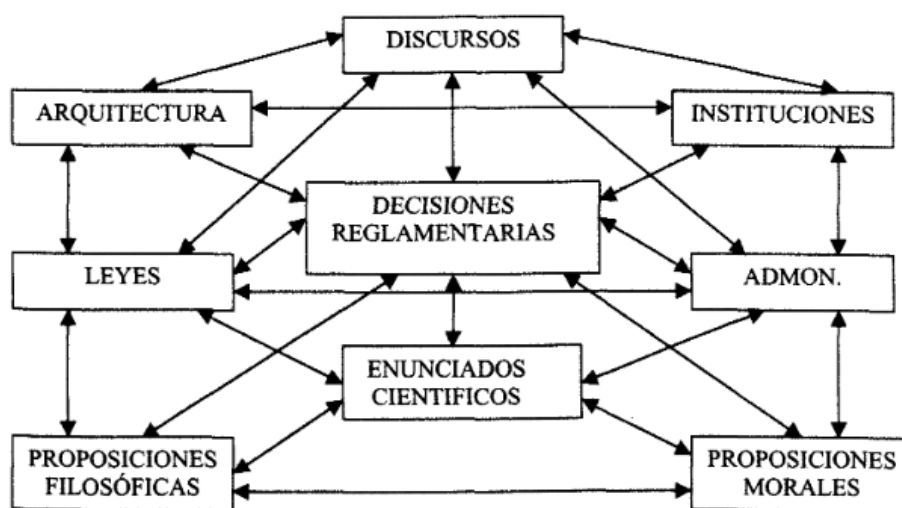 DISCURSOS
ARQUITECTURA
INSTITUCIONES
DECISIONES
REGLAMENTARIAS
LEYES
ADMON.
ENUNCIADOS
CIENTIFICOS
PROPOSICIONES
FILOSÓFICAS
PROPOSICIONES
MORALES